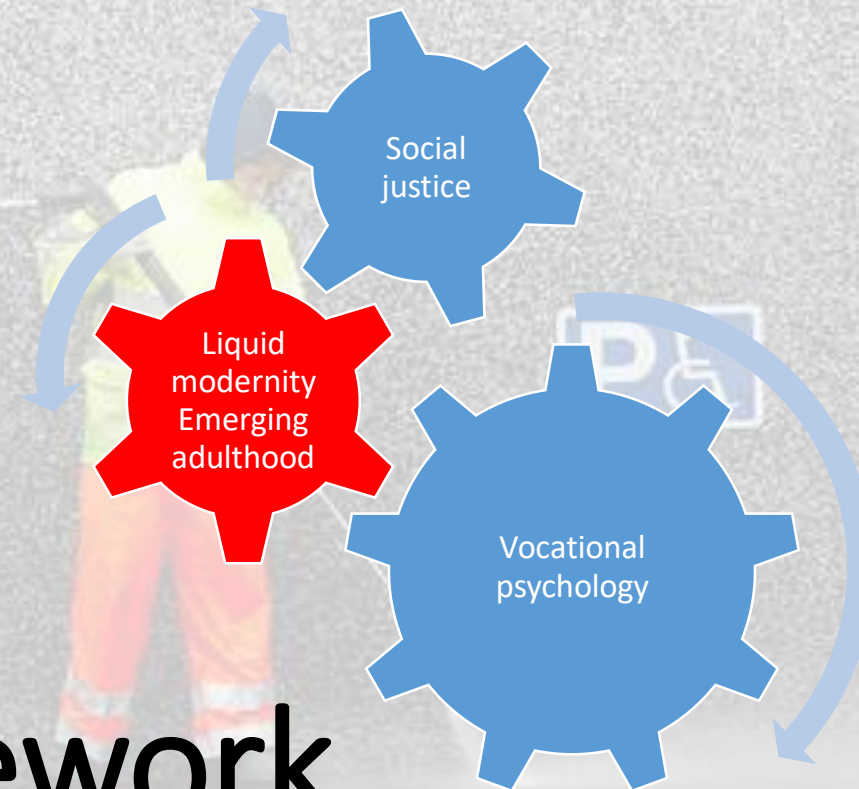 Social
justice
Liquid
modernity
Emerging
adulthood
P
Vocational
psychology
ework